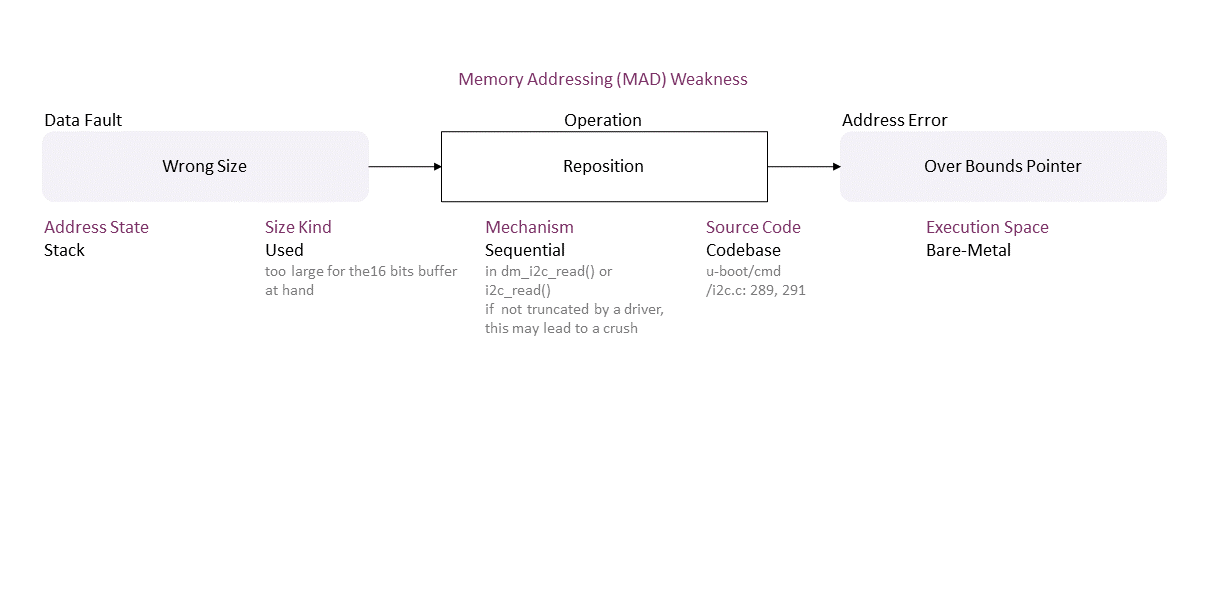 Memory Addressing (MAD) Weakness
Data Fault
Operation
Address Error
Wrong Size
Reposition
Over Bounds Pointer
Address State
Stack
Size Kind
Used
too large for the16 bits buffer
at hand
Mechanism
Sequential
in dm_i2c_read() or
i2c_read()
if not truncated by a driver,
this may lead to a crush
Source Code
Codebase
u-boot/cmd
/i2c.c: 289, 291
Execution Space
Bare-Metal